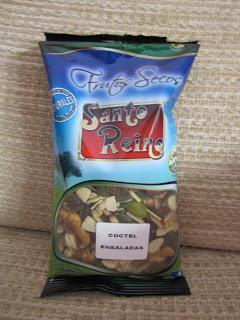 Frutos Secos
Santo
Reino
COCTEL
ENSALADAS